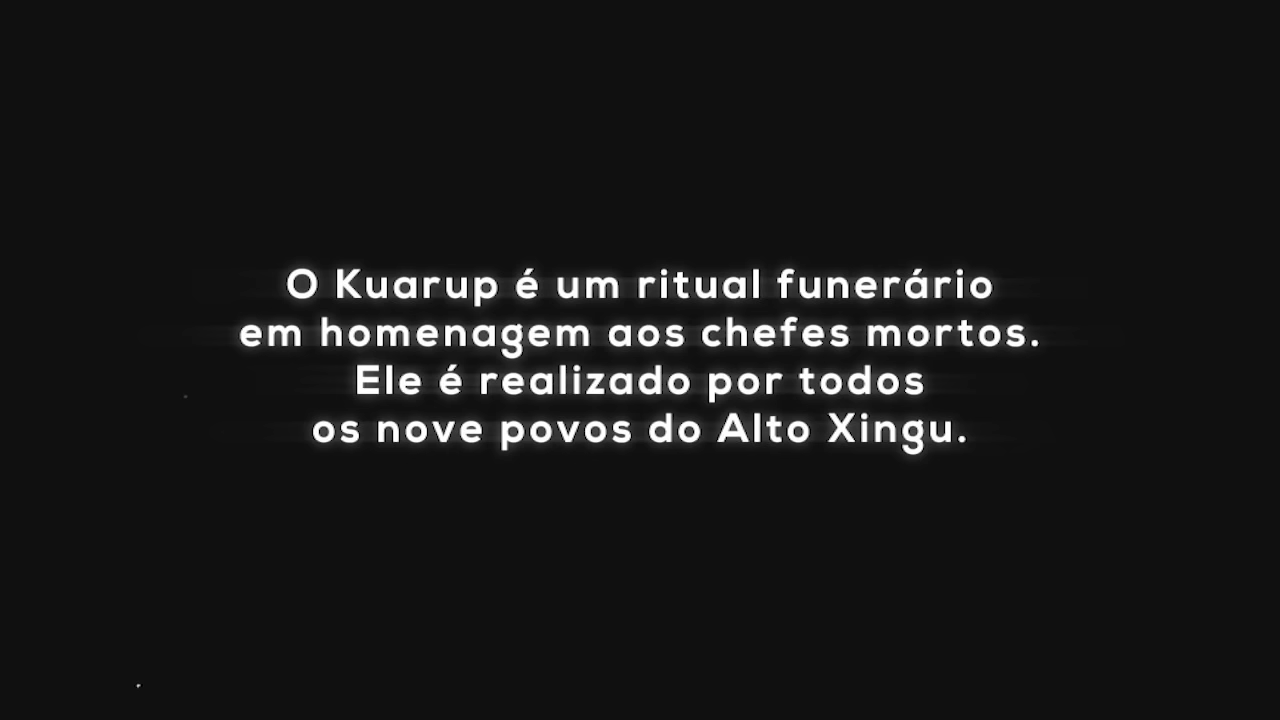 O Kuarup é um ritual funerário
em homenagem aos chefes mortos.
Ele é realizado por todos
os nove povos do Alto Xingu.